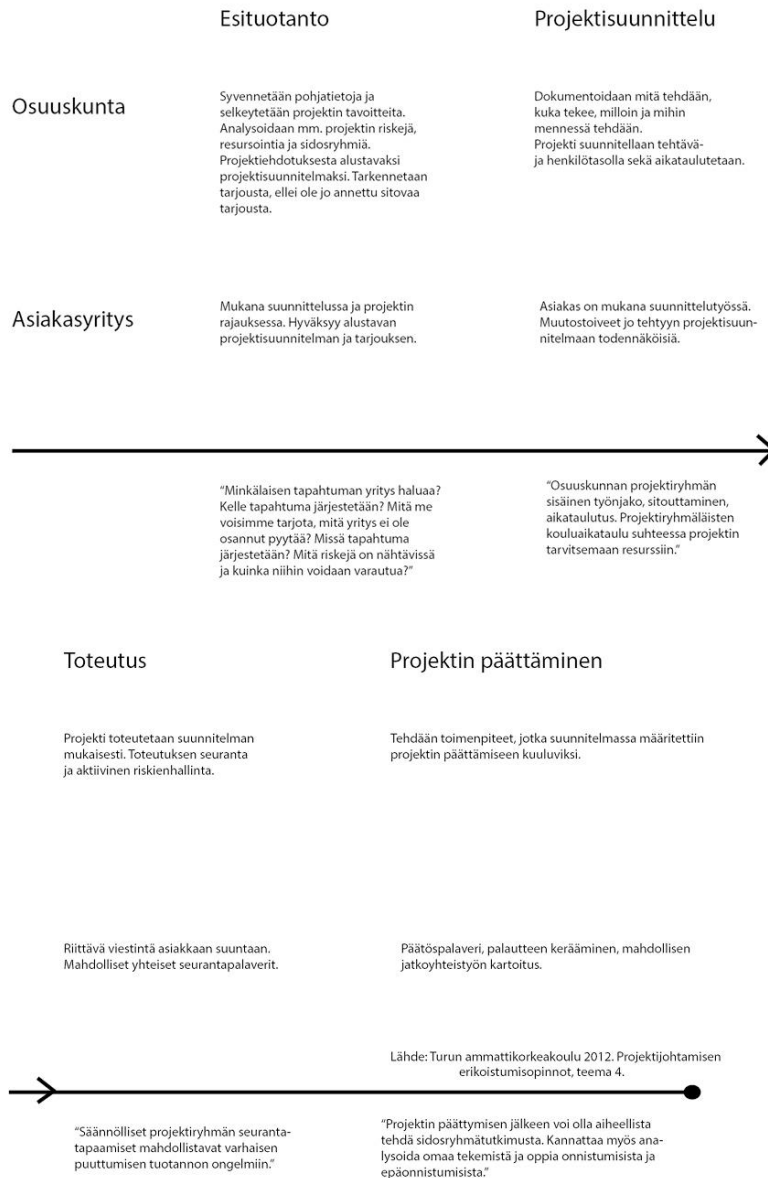 Esituotanto
Projektisuunnittelu
Osuuskunta
Syvennetään pohjatietoja ja
selkeytetään projektin tavoitteita.
Analysoidaan mm. projektin riskejä,
resursointia ja sidosryhmiä.
Projektiehdotuksesta alustavaksi
projektisuunnitelmaksi. Tarkennetaan
tarjousta, ellei ole jo annettu sitovaa
tarjousta.
Dokumentoidaan mitä tehdään,
kuka tekee, milloin ja mihin
mennessä tehdään.
Projekti suunnitellaan tehtävä-
ja henkilötasolla sekä aikataulutetaan.
Asiakasyritys
Mukana suunnittelussa ja projektin
rajauksessa. Hyväksyy alustavan
projektisuunnitelman ja tarjouksen.
Asiakas on mukana suunnittelutyössä.
Muutostoiveet jo tehtyyn projektisuun-
nitelmaan todennäköisiä.
“Minkälaisen tapahtuman yritys haluaa?
Kelle tapahtuma järjestetään? Mitä me
voisimme tarjota, mitä yritys ei ole
osannut pyytää? Missä tapahtuma
järjestetään? Mitä riskejä on nähtävissä
ja kuinka niihin voidaan varautua?”
“Osuuskunnan projektiryhmän
sisäinen työnjako, sitouttaminen,
aikataulutus. Projektiryhmäläisten
kouluaikataulu suhteessa projektin
tarvitsemaan resurssiin.”
Toteutus
Projektin päättäminen
Projekti toteutetaan suunnitelman
mukaisesti. Toteutuksen seuranta
ja aktiivinen riskienhallinta.
Tehdään toimenpiteet, jotka suunnitelmassa määritettiin
projektin päättämiseen kuuluviksi.
Riittävä viestintä asiakkaan suuntaan.
Mahdolliset yhteiset seurantapalaverit.
Päätöspalaveri, palautteen kerääminen, mahdollisen
jatkoyhteistyön kartoitus.
Lähde: Turun ammattikorkeakoulu 2012. Projektijohtamisen
erikoistumisopinnot, teema 4.
“Säännölliset projektiryhmän seuranta-
tapaamiset mahdollistavat varhaisen
puuttumisen tuotannon ongelmiin.”
“Projektin päättymisen jälkeen voi olla aiheellista
tehdä sidosryhmätutkimusta. Kannattaa myös ana-
lysoida omaa tekemistä ja oppia onnistumisista ja
epäonnistumisista.”